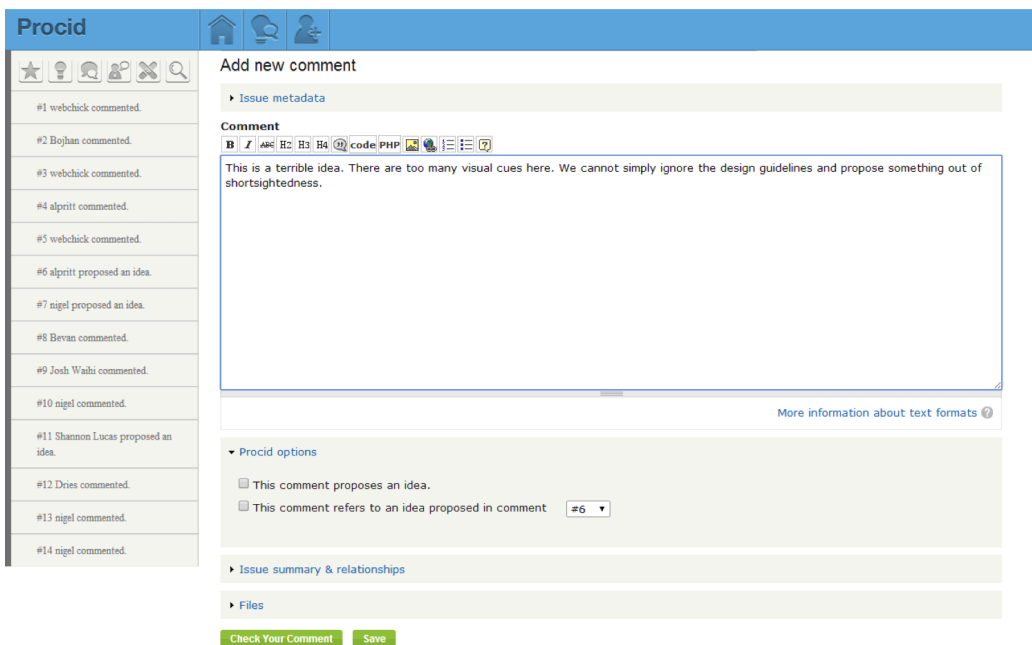 Procid
Add new comment
Issue metadata
#1 webchick commented.
#2 Bojhan commented.
#3 webchick commented.
#4 alpritt commented.
#5 webchick commented.
#6 alpritt proposed an idea.
#7 nigel proposed an idea.
#8 Bevan commented.
#9 Josh Waihi commented.
#10 nigel commented.
#11 Shannon Lucas proposed an
idea.
#12 Dries commented.
#13 nigel commented.
#14 nigel commented.
Comment
B I ABC H2 H3 H4 code PHP
This is a terrible idea. There are too many visual cues here. We cannot simply ignore the design guidelines and propose something out of
shortsightedness.
More information about text formats
Procid options
This comment proposes an idea.
This comment refers to an idea proposed in comment #6
Issue summary & relationships
Files
Check Your Comment Save